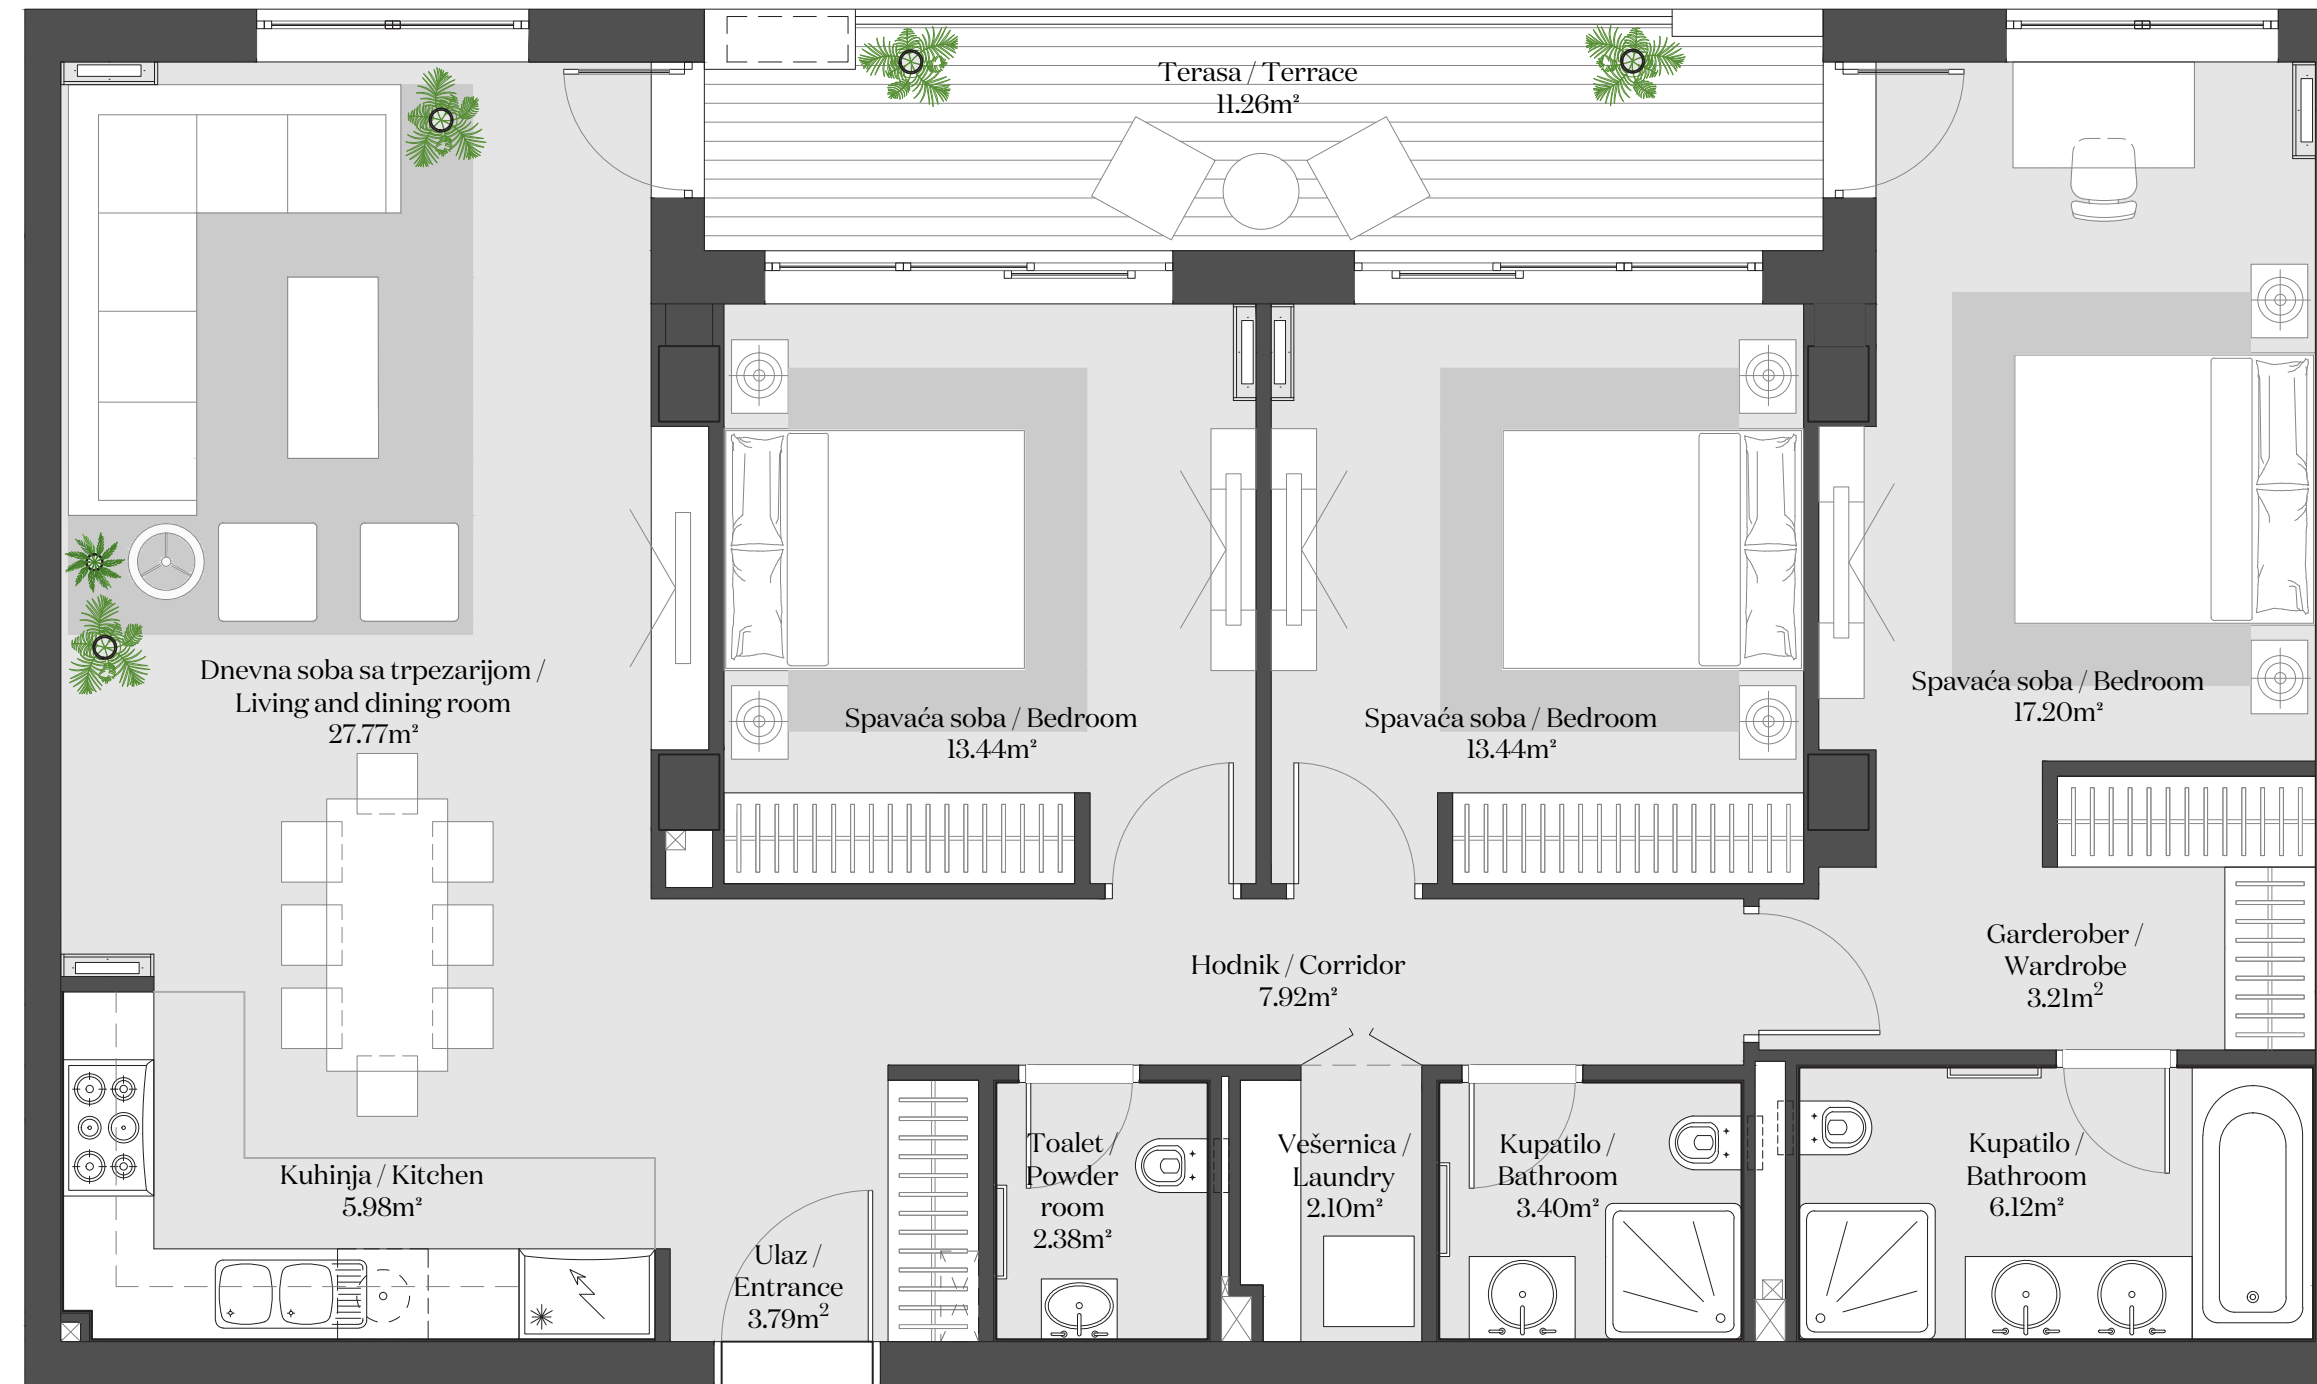 Terasa / Terrace
11.26m²
Dnevna soba sa trpezarijom /
Living and dining room
27.77m²
Spavaća soba / Bedroom
13.44m²
Spavaća soba / Bedroom
13.44m²
Spavaća soba / Bedroom
17.20m²
Hodnik / Corridor
7.92m²
Garderober /
Wardrobe
3.21m²
Kuhinja / Kitchen
5.98m²
Ulaz /
Entrance
3.79m²
Toalet /
Powder
room
2.38m²
Vešernica /
Laundry
2.10m²
Kupatilo /
Bathroom
3.40m²
Kupatilo /
Bathroom
6.12m²